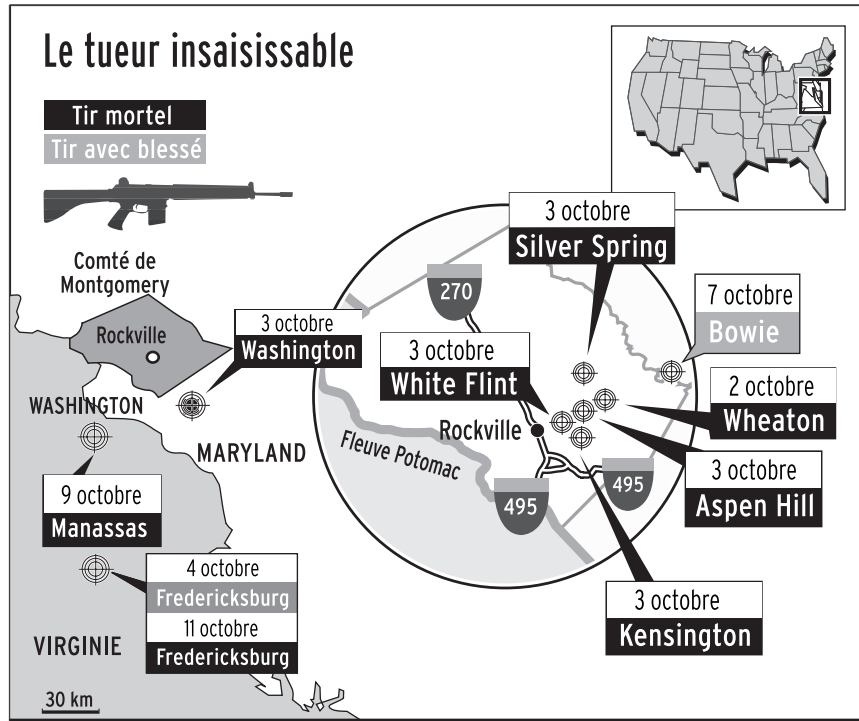 Le tueur insaisissable
Tir mortel
Tir avec blessé
Comté de
Montgomery
Rockville
3 octobre
Washington
WASHINGTON
MARYLAND
9 octobre
Manassas
4 octobre
Fredericksburg
11 octobre
Fredericksburg
VIRGINIE
30 km
3 octobre
Silver Spring
270
7 octobre
Bowie
3 octobre
White Flint
2 octobre
Wheaton
Rockville
Fleuve Potomac
3 octobre
Aspen Hill
495
495
3 octobre
Kensington